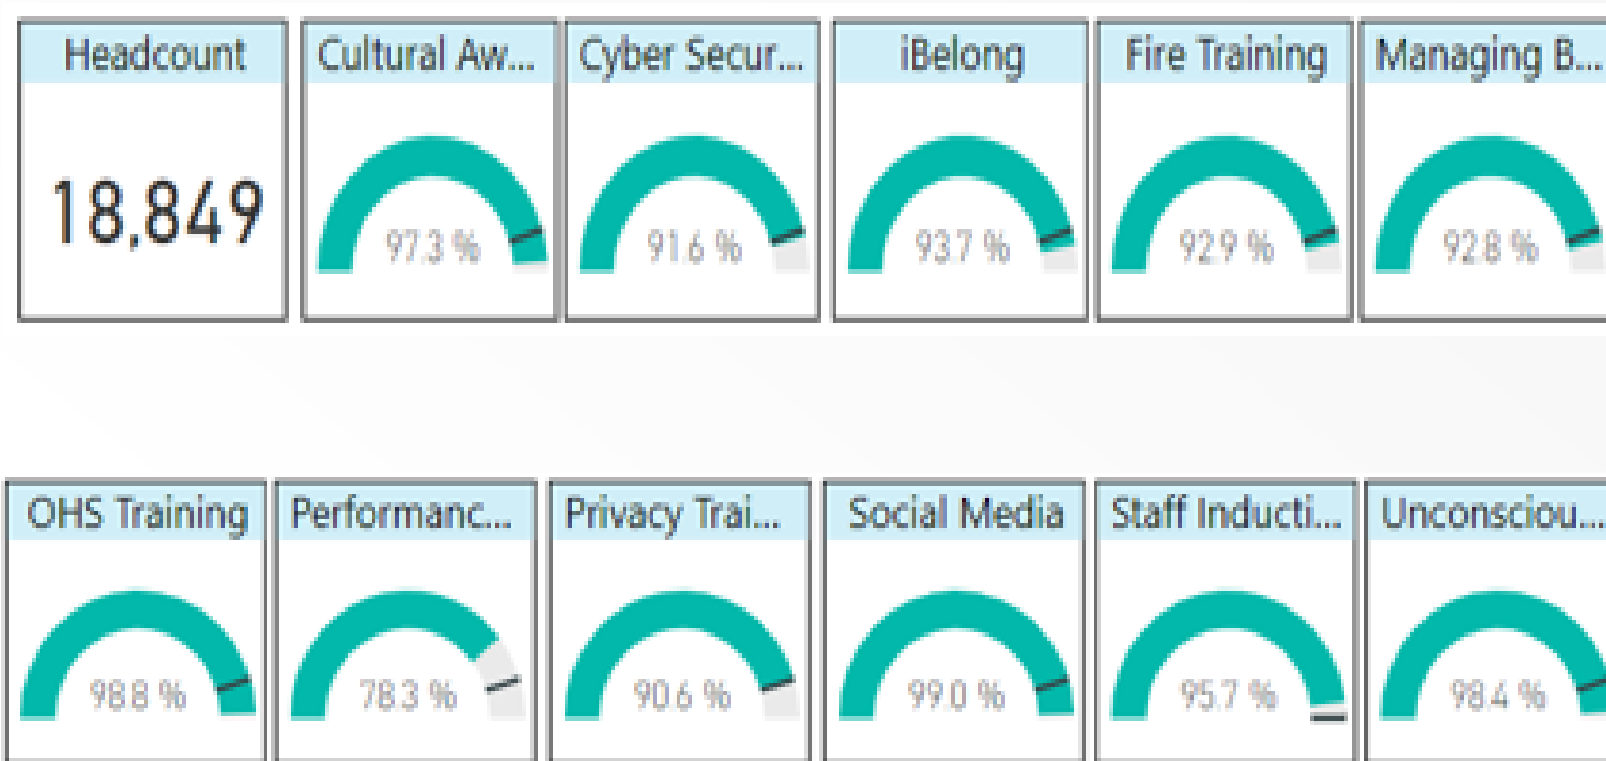 Headcount
Cultural Aw...
Cyber Secur...
iBelong
Fire Training
Managing B...
18,849
97.3 %
91.6 %
93.7 %
92.9 %
92.8 %
OHS Training
Performanc...
Privacy Trai...
Social Media
Staff Inducti...
Unconsciou...
98.8 %
78.3 %
90.6 %
99.0 %
95.7 %
98.4 %